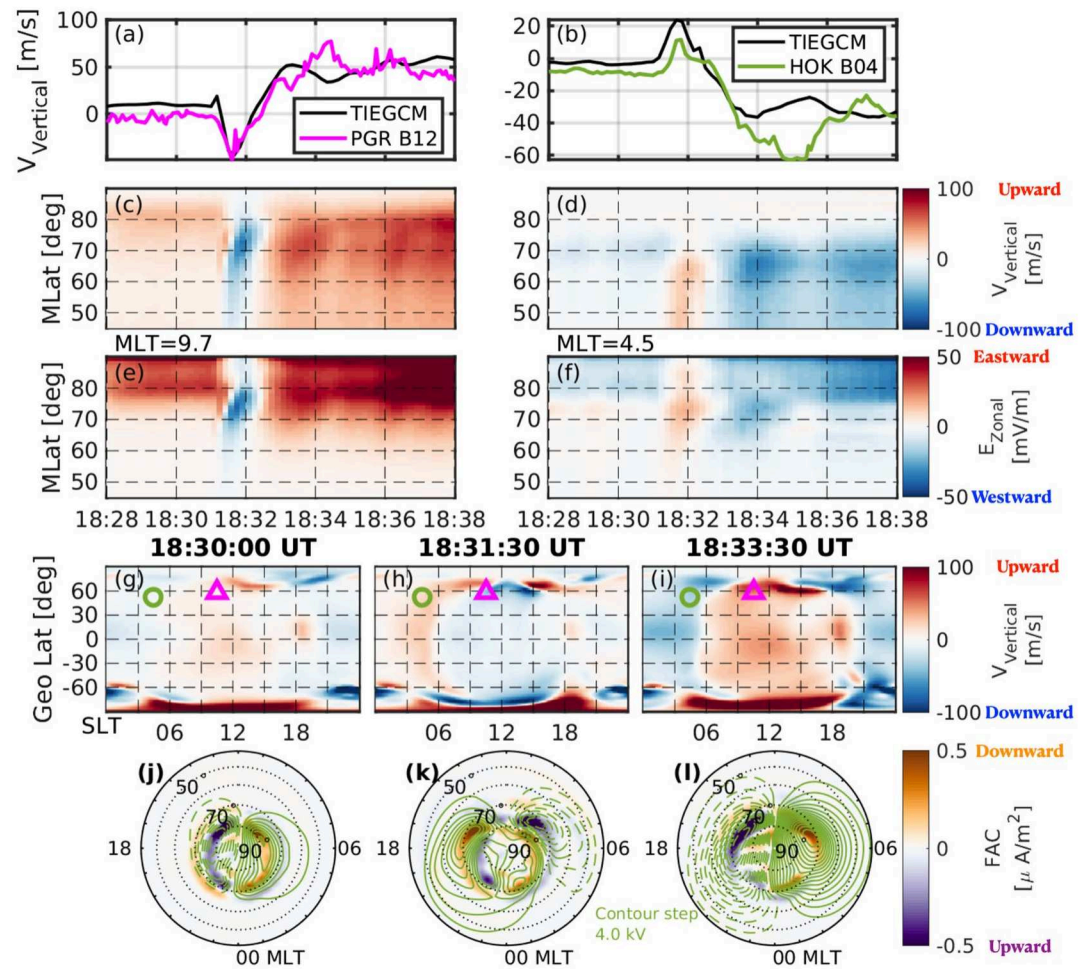 (a)
TIEGCM
PGR B12
100
50
0
V_Vertical [m/s]
(b)
TIEGCM
HOK B04
20
0
-20
-40
-60
(c)
80
70
60
50
MLat [deg]
MLT=9.7
(d)
MLT=4.5
100
0
-100
V_Vertical
[m/s]
Upward
Downward
(e)
80
70
60
50
MLat [deg]
18:28 18:30 18:32 18:34 18:36 18:38
(f)
18:28 18:30 18:32 18:34 18:36 18:38
50
0
-50
E_Zonal
[mV/m]
Eastward
Westward
18:30:00 UT
18:31:30 UT
18:33:30 UT
(g)
(h)
(i)
60
30
0
-30
-60
Geo Lat [deg]
SLT
06 12 18
06 12 18
06 12 18
100
0
-100
V_Vertical
[m/s]
Upward
Downward
(j)
50
70
90
18
06
00 MLT
(k)
50
70
90
18
06
00 MLT
Contour step
4.0 kV
(l)
50
70
90
18
06
00 MLT
0.5
0
-0.5
FAC
[μ A/m²]
Downward
Upward